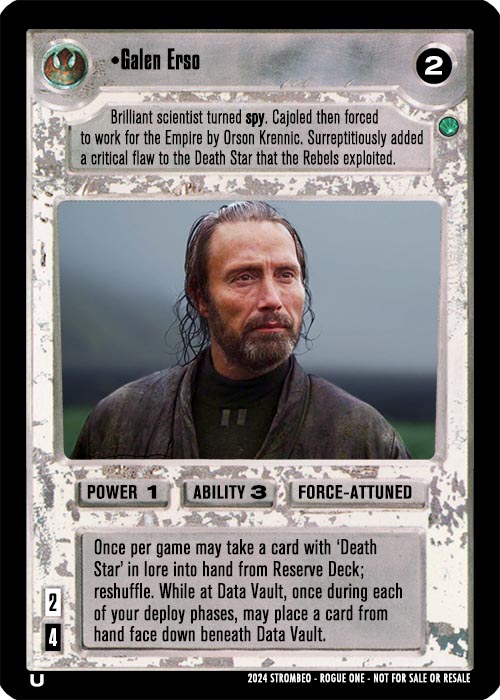 •Galen Erso
2
Brilliant scientist turned spy. Cajoled then forced
to work for the Empire by Orson Krennic. Surreptitiously added
a critical flaw to the Death Star that the Rebels exploited.
POWER 1 ABILITY 3 FORCE-ATTUNED
Once per game may take a card with ‘Death
Star’ in lore into hand from Reserve Deck;
reshuffle. While at Data Vault, once during each
of your deploy phases, may place a card from
hand face down beneath Data Vault.
2
4
U
2024 STROMBEO - ROGUE ONE - NOT FOR SALE OR RESALE